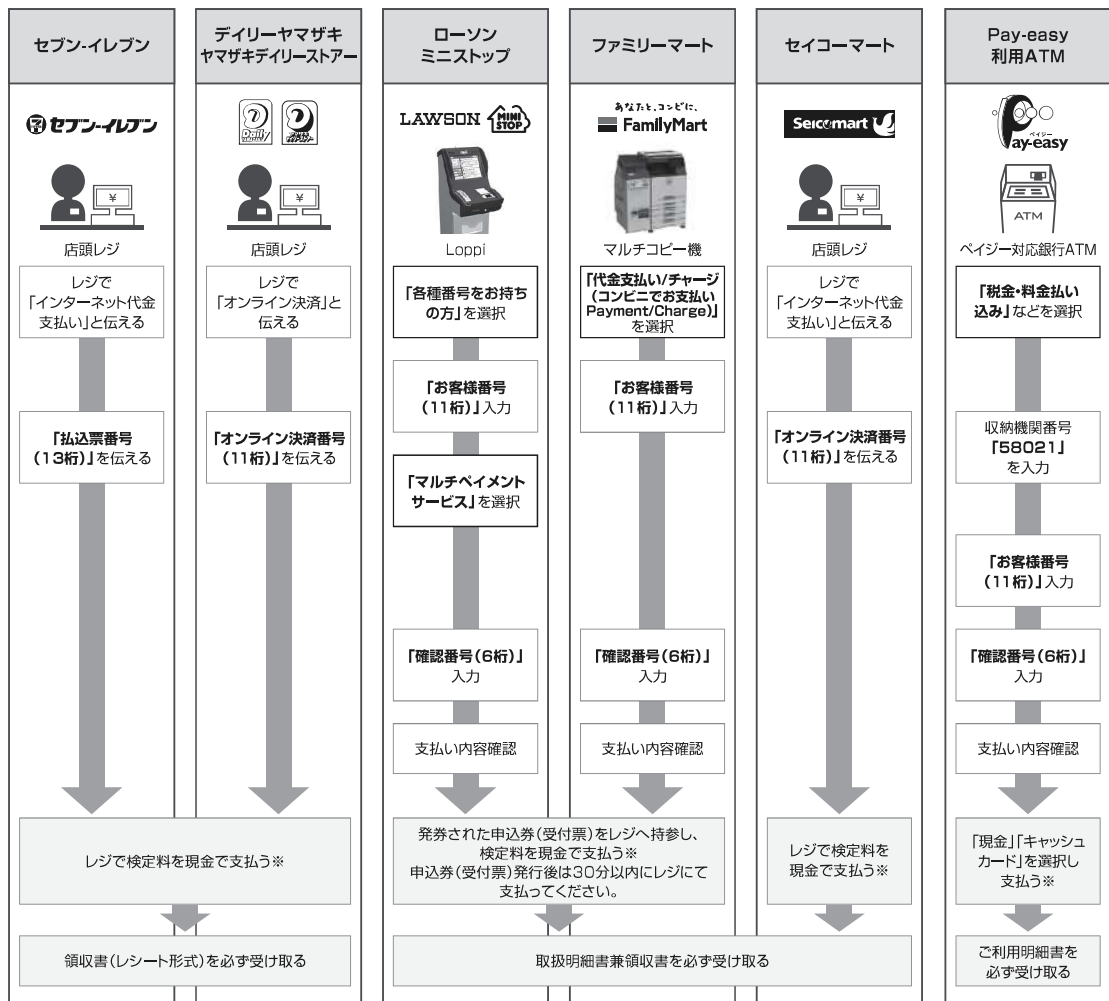 セブン-イレブン
デイリーヤマザキ
ヤマザキデイリーストアー
ローソン
ミニストップ
ファミリーマート
セイコーマート
Pay-easy
利用ATM
セブン-イレブン
Daily
LAWSON
MINI
STOP
あなたと、コンビに、
FamilyMart
Seicomart
ペイジー
Pay-easy
¥
¥
¥
ATM
店頭レジ
店頭レジ
Loppi
マルチコピー機
店頭レジ
ペイジー対応銀行ATM
レジで
「インターネット代金
支払い」と伝える
レジで
「オンライン決済」と
伝える
「各種番号をお持ち
の方」を選択
「代金支払い/チャージ
(コンビニでお支払い
Payment/Charge)」
を選択
レジで
「インターネット代金
支払い」と伝える
「税金・料金払い
込み」などを選択
「お客様番号
(11桁)」入力
「お客様番号
(11桁)」入力
「払込票番号
(13桁)」を伝える
「オンライン決済番号
(11桁)」を伝える
「マルチペイメント
サービス」を選択
「オンライン決済番号
(11桁)」を伝える
収納機関番号
「58021」
を入力
「お客様番号
(11桁)」入力
「確認番号(6桁)」
入力
「確認番号(6桁)」
入力
「確認番号(6桁)」
入力
支払い内容確認
支払い内容確認
支払い内容確認
レジで検定料を現金で支払う※
発券された申込券(受付票)をレジへ持参し、
検定料を現金で支払う※
申込券(受付票)発行後は30分以内にレジにて
支払ってください。
レジで検定料を
現金で支払う※
「現金」「キャッシュ
カード」を選択し
支払う※
領収書(レシート形式)を必ず受け取る
取扱明細書兼領収書を必ず受け取る
ご利用明細書を
必ず受け取る